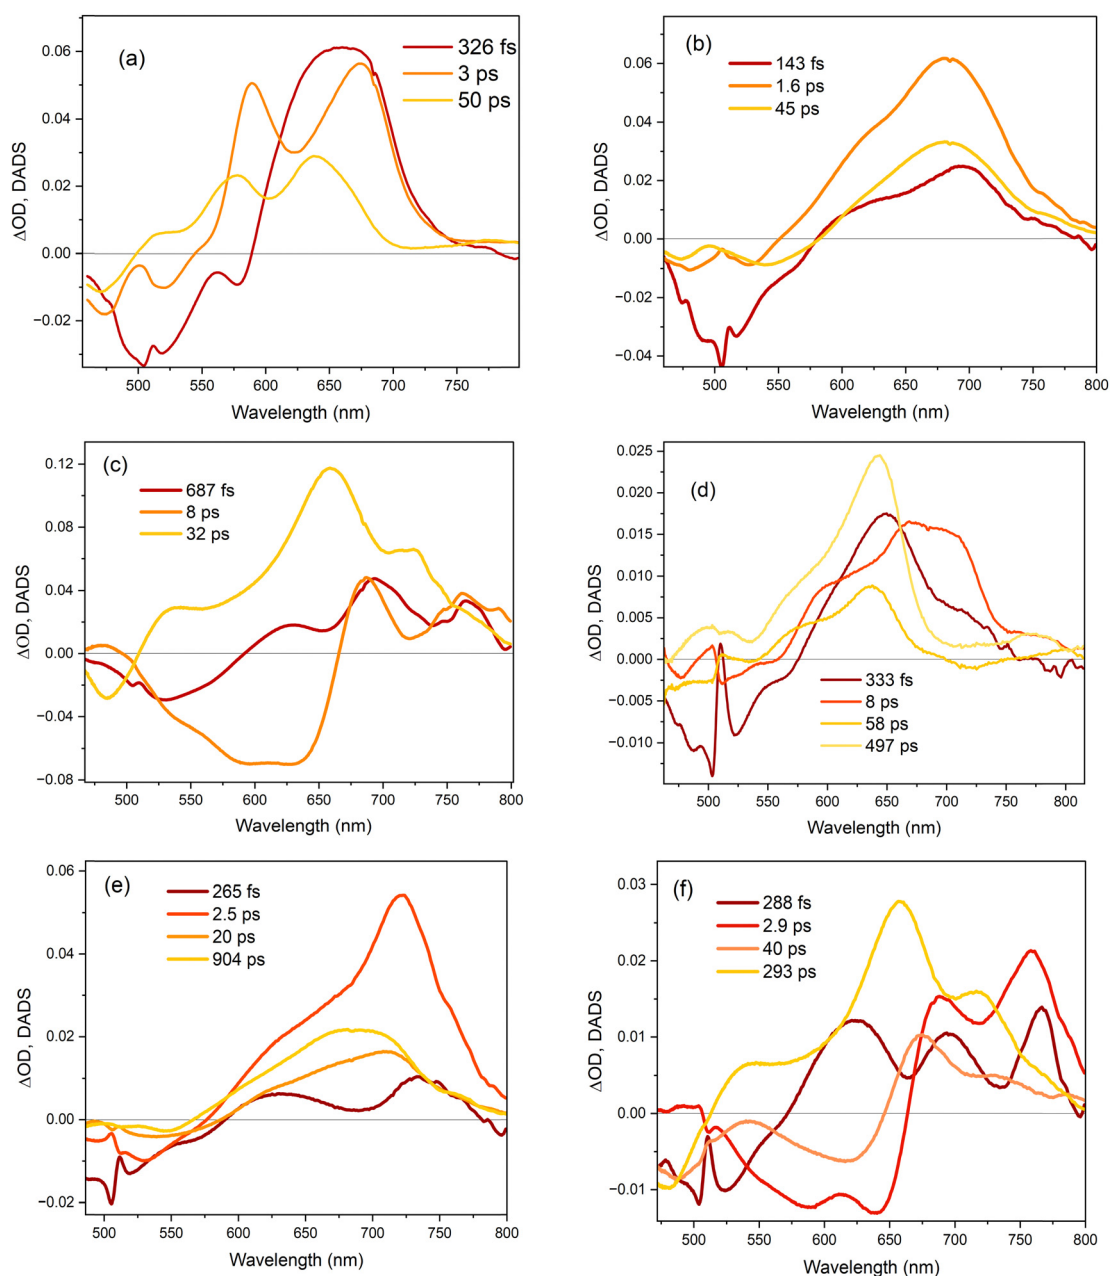 (a)
326 fs
3 ps
50 ps
0.06
0.04
0.02
0.00
−0.02
ΔOD, DADS
500 550 600 650 700 750
Wavelength (nm)
(b)
143 fs
1.6 ps
45 ps
0.06
0.04
0.02
0.00
−0.02
−0.04
ΔOD, DADS
500 550 600 650 700 750 800
Wavelength (nm)
(c)
687 fs
8 ps
32 ps
0.12
0.08
0.04
0.00
−0.04
−0.08
ΔOD, DADS
500 550 600 650 700 750 800
Wavelength (nm)
(d)
0.025
0.020
0.015
0.010
0.005
0.000
−0.005
−0.010
ΔOD, DADS
333 fs
8 ps
58 ps
497 ps
500 550 600 650 700 750 800
Wavelength (nm)
(e)
265 fs
2.5 ps
20 ps
904 ps
0.06
0.04
0.02
0.00
−0.02
ΔOD, DADS
500 550 600 650 700 750 800
Wavelength (nm)
(f)
288 fs
2.9 ps
40 ps
293 ps
0.03
0.02
0.01
0.00
−0.01
ΔOD, DADS
500 550 600 650 700 750 800
Wavelength (nm)